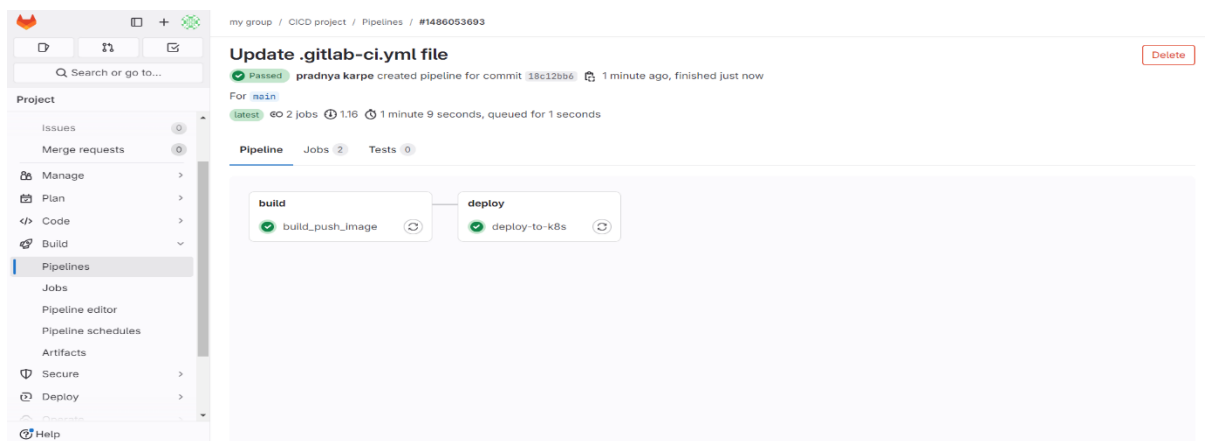 my group / CICD project / Pipelines / #1486053693
Search or go to...
Project
Issues 0
Merge requests 0
Manage
Plan
Code
Build
Pipelines
Jobs
Pipeline editor
Pipeline schedules
Artifacts
Secure
Deploy
Operate
Help
Update .gitlab-ci.yml file
Delete
Passed pradnya karpe created pipeline for commit 18c12bb6 1 minute ago, finished just now
For main
latest 2 jobs 1.16 1 minute 9 seconds, queued for 1 seconds
Pipeline Jobs 2 Tests 0
build
build_push_image
deploy
deploy-to-k8s